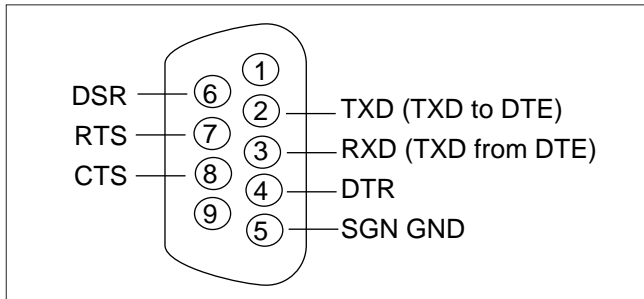 1
DSR 6
2 TXD (TXD to DTE)
RTS 7
3 RXD (TXD from DTE)
CTS 8
4 DTR
9
5 SGN GND